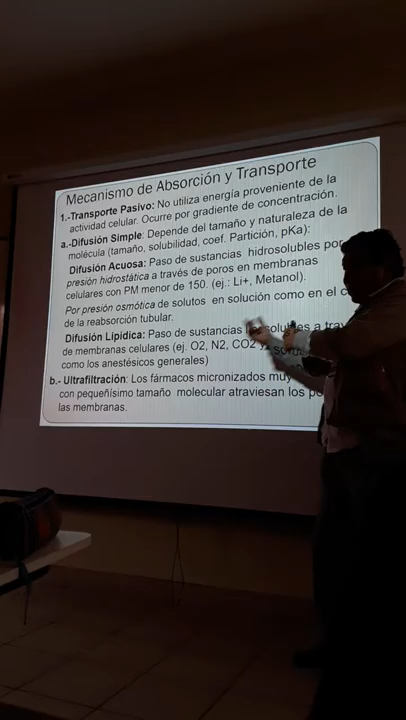 Mecanismo de Absorción y Transporte
1.-Transporte Pasivo: No utiliza energía proveniente de la
actividad celular. Ocurre por gradiente de concentración.
a.-Difusión Simple: Depende del tamaño y naturaleza de la
molécula (tamaño, solubilidad, coef. Partición, pKa):
Difusión Acuosa: Paso de sustancias hidrosolubles por
presión hidrostática a través de poros en membranas
celulares con PM menor de 150. (ej.: Li+, Metanol).
Por presión osmótica de solutos en solución como en el
de la reabsorción tubular.
Difusión Lípidica: Paso de sustancias a
de membranas celulares (ej. O2, N2, CO2
como los anestésicos generales)
b.- Ultrafiltración: Los fármacos micronizados muy
con pequeñísimo tamaño molecular atraviesan los
las membranas.